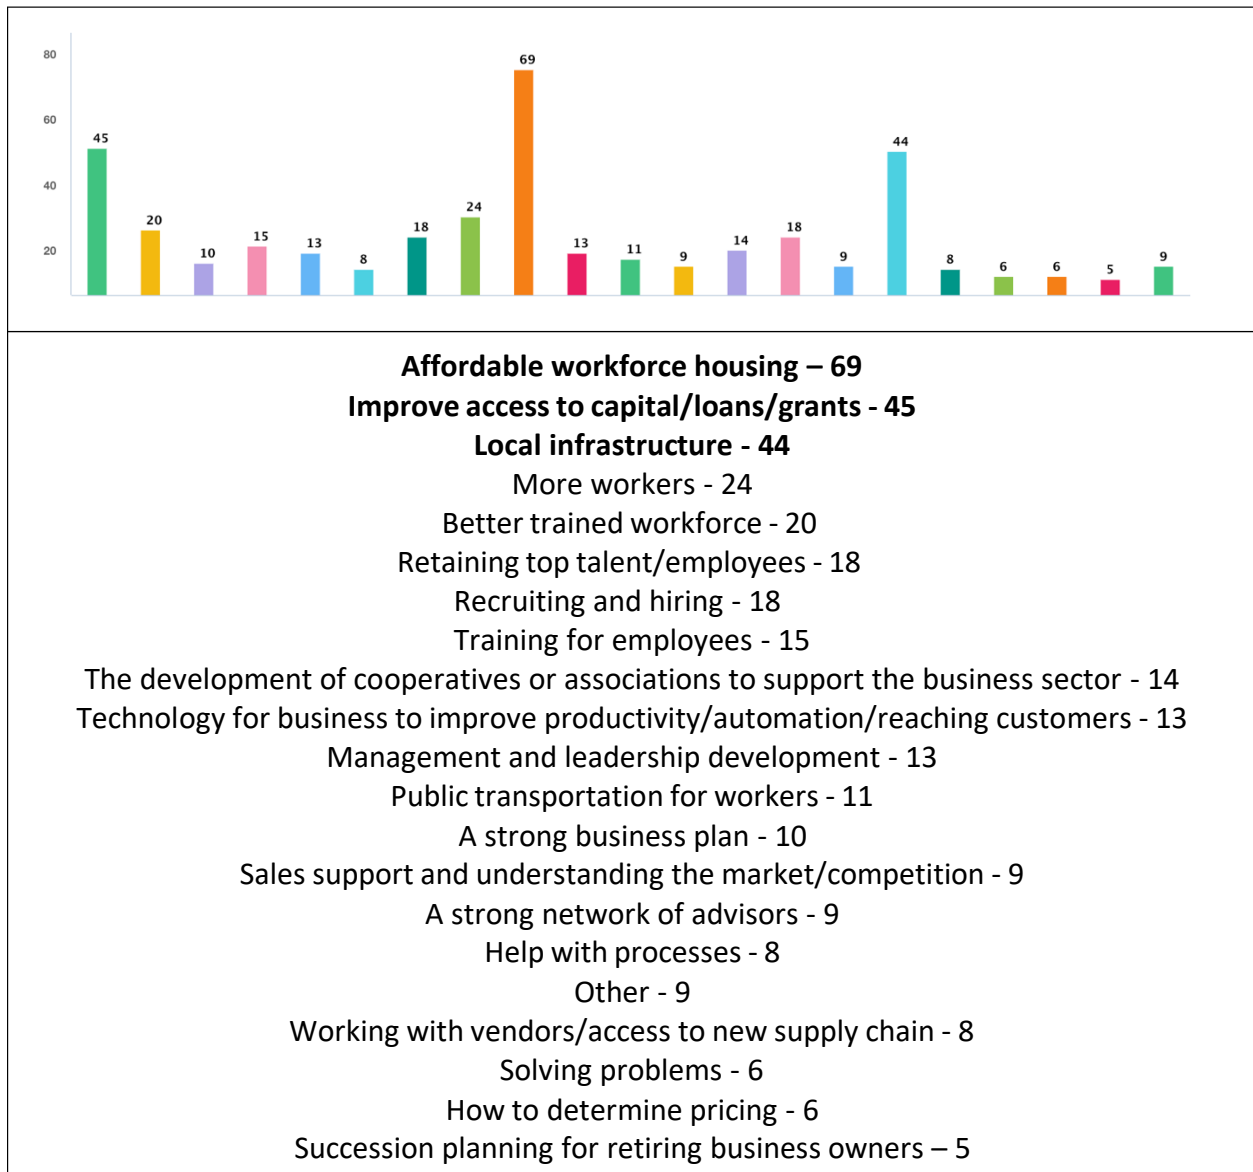 80
60
40
20
45
20
10
15
13
8
18
24
69
13
11
9
14
18
9
44
8
6
6
5
9
Affordable workforce housing – 69
Improve access to capital/loans/grants - 45
Local infrastructure - 44
More workers - 24
Better trained workforce - 20
Retaining top talent/employees - 18
Recruiting and hiring - 18
Training for employees - 15
The development of cooperatives or associations to support the business sector - 14
Technology for business to improve productivity/automation/reaching customers - 13
Management and leadership development - 13
Public transportation for workers - 11
A strong business plan - 10
Sales support and understanding the market/competition - 9
A strong network of advisors - 9
Help with processes - 8
Other - 9
Working with vendors/access to new supply chain - 8
Solving problems - 6
How to determine pricing - 6
Succession planning for retiring business owners – 5